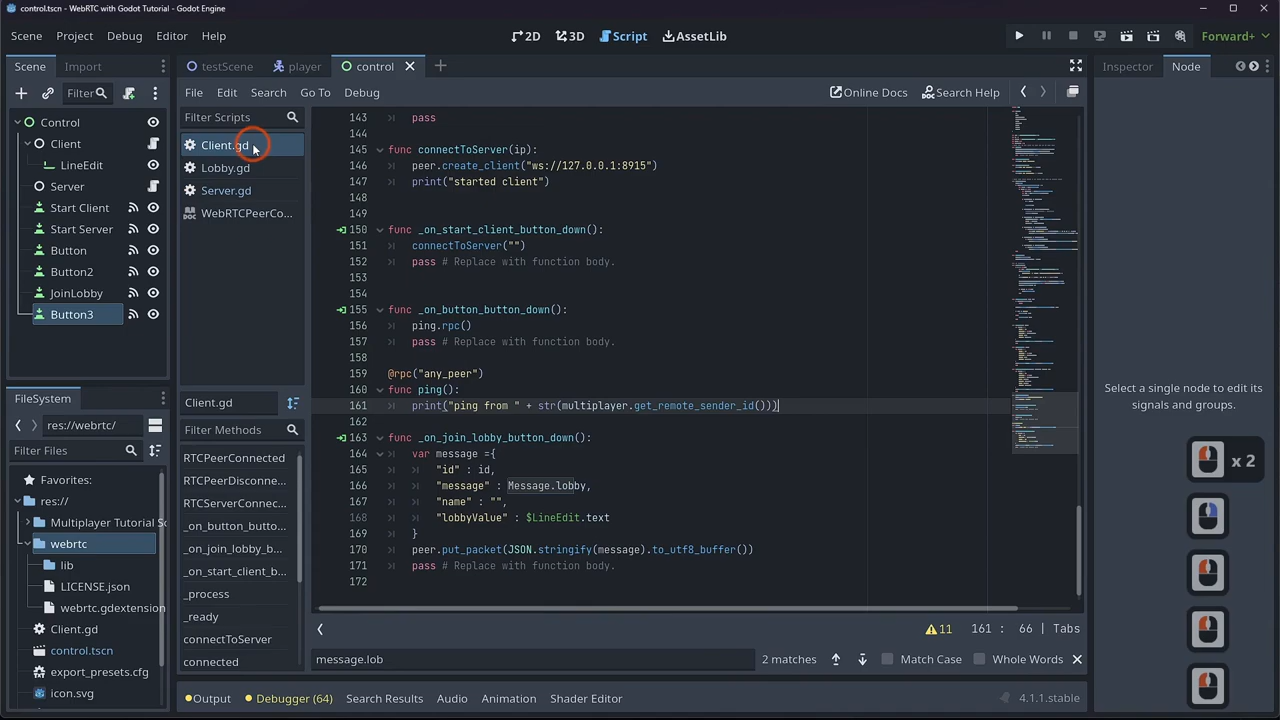 control.tscn - WebRTC with Godot Tutorial - Godot Engine
Scene Project Debug Editor Help
2D 3D Script AssetLib
Forward+
Scene Import
Filter
Control
Client
LineEdit
Server
Start Client
Start Server
Button
Button2
JoinLobby
Button3
FileSystem
res://webrtc/
Filter Files
Favorites:
res://
Multiplayer Tutorial Sc
webrtc
lib
LICENSE.json
webrtc.gdextension
Client.gd
control.tscn
export_presets.cfg
icon.svg
testScene player control
File Edit Search Go To Debug
Online Docs Search Help
Filter Scripts
Client.gd
Lobby.gd
Server.gd
WebRTCPeerCo...
Client.gd
Filter Methods
RTCPeerConnected
RTCPeerDisconne...
RTCServerConnec...
_on_button_butto...
_on_join_lobby_b...
_on_start_client_b...
_process
_ready
connectToServer
connected
143 pass
144
145 func connectToServer(ip):
146 peer.create_client("ws://127.0.0.1:8915")
147 print("started client")
148
149
150 func _on_start_client_button_down():
151 connectToServer("")
152 pass # Replace with function body.
153
154
155 func _on_button_button_down():
156 ping.rpc()
157 pass # Replace with function body.
158
159 @rpc("any_peer")
160 func ping():
161 print("ping from " + str(multiplayer.get_remote_sender_id()))
162
163 func _on_join_lobby_button_down():
164 var message ={
165 "id" : id,
166 "message" : Message.lobby,
167 "name" : "",
168 "lobbyValue" : $LineEdit.text
169 }
170 peer.put_packet(JSON.stringify(message).to_utf8_buffer())
171 pass # Replace with function body.
172
11 161 : 66 | Tabs
message.lob 2 matches Match Case Whole Words
Output Debugger (64) Search Results Audio Animation Shader Editor 4.1.1.stable
Inspector Node
Select a single node to edit its
signals and groups.
x 2